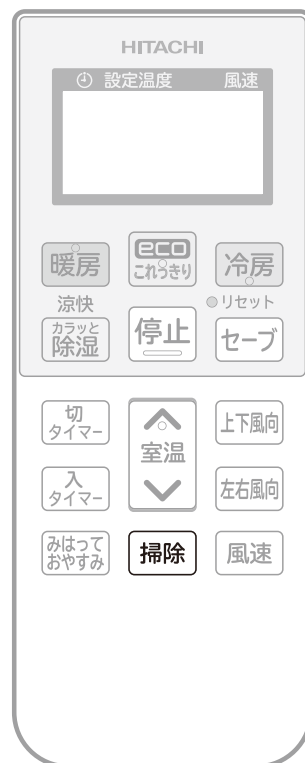 HITACHI
設定温度 風速
暖房
eco
これっきり
冷房
涼快
カラッと
除湿
停止
リセット
セーブ
切
タイマー
室温
上下風向
入
タイマー
左右風向
みはって
おやすみ
掃除
風速